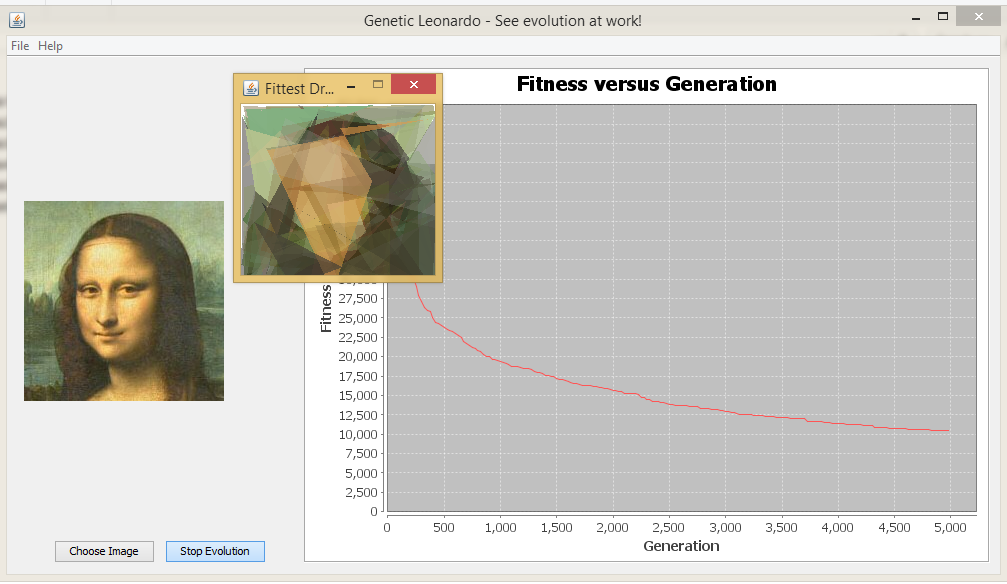 Genetic Leonardo - See evolution at work!
File Help
Fittest Dr...
Fitness versus Generation
Fitness
27,500
25,000
22,500
20,000
17,500
15,000
12,500
10,000
7,500
5,000
2,500
0
0 500 1,000 1,500 2,000 2,500 3,000 3,500 4,000 4,500 5,000
Generation
Choose Image Stop Evolution